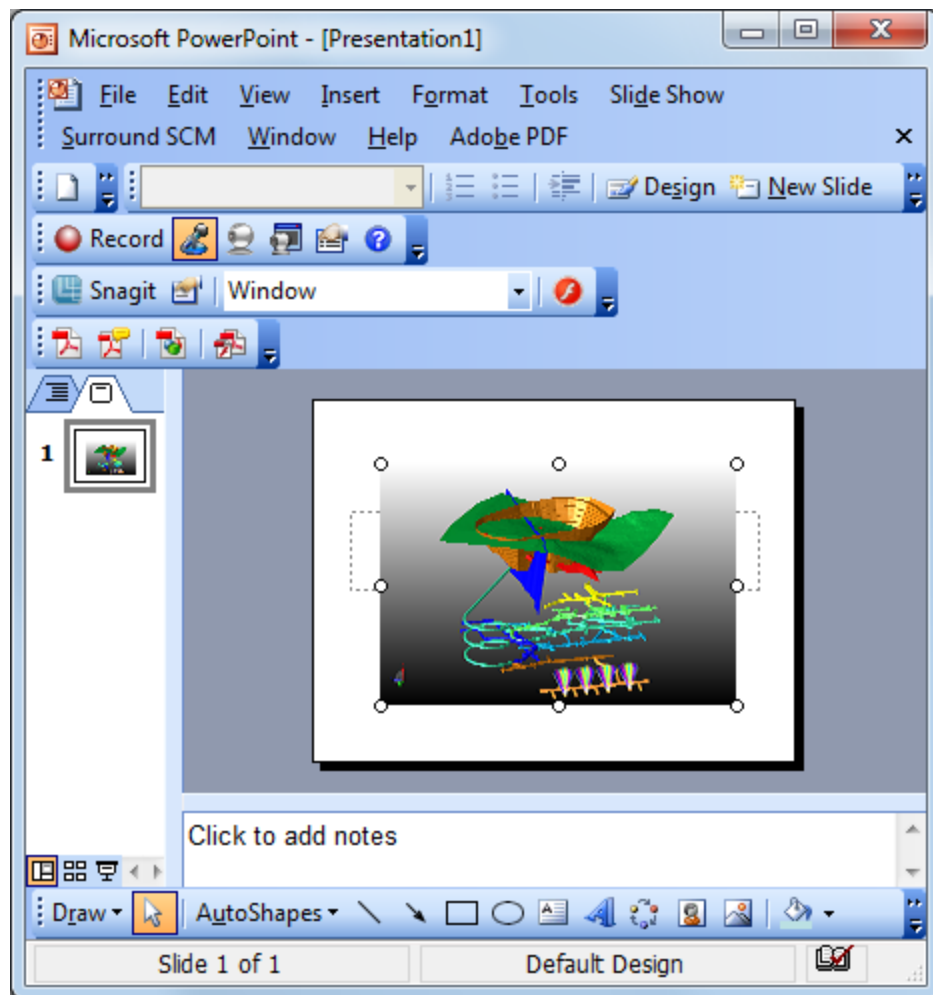 Microsoft PowerPoint - [Presentation1]
File Edit View Insert Format Tools Slide Show
Surround SCM Window Help Adobe PDF
Design New Slide
Record
Snagit Window
1
Click to add notes
Draw AutoShapes
Slide 1 of 1 Default Design